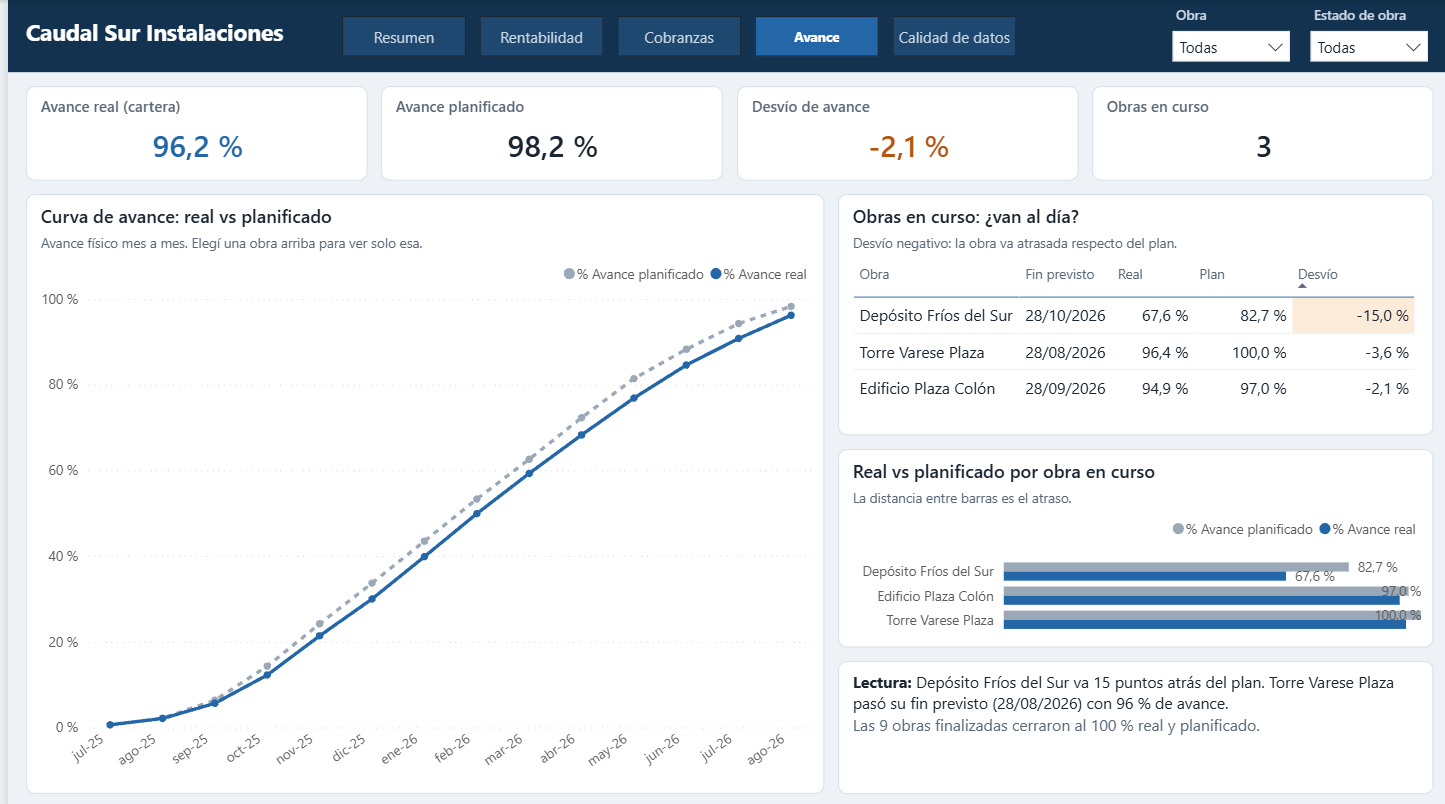 Caudal Sur Instalaciones
Resumen
Rentabilidad
Cobranzas
Avance
Calidad de datos
Obra
Todas
Estado de obra
Todas
Avance real (cartera)
96,2 %
Avance planificado
98,2 %
Desvío de avance
-2,1 %
Obras en curso
3
Curva de avance: real vs planificado
Avance físico mes a mes. Elegí una obra arriba para ver solo esa.
% Avance planificado % Avance real
100 %
80 %
60 %
40 %
20 %
0 %
jul-25
ago-25
sep-25
oct-25
nov-25
dic-25
ene-26
feb-26
mar-26
abr-26
may-26
jun-26
jul-26
ago-26
Obras en curso: ¿van al día?
Desvío negativo: la obra va atrasada respecto del plan.
Obra Fin previsto Real Plan Desvío
Depósito Fríos del Sur 28/10/2026 67,6 % 82,7 % -15,0 %
Torre Varese Plaza 28/08/2026 96,4 % 100,0 % -3,6 %
Edificio Plaza Colón 28/09/2026 94,9 % 97,0 % -2,1 %
Real vs planificado por obra en curso
La distancia entre barras es el atraso.
% Avance planificado % Avance real
Depósito Fríos del Sur 82,7 %
67,6 %
Edificio Plaza Colón 97,0 %
Torre Varese Plaza 100,0 %
Lectura: Depósito Fríos del Sur va 15 puntos atrás del plan. Torre Varese Plaza
pasó su fin previsto (28/08/2026) con 96 % de avance.
Las 9 obras finalizadas cerraron al 100 % real y planificado.